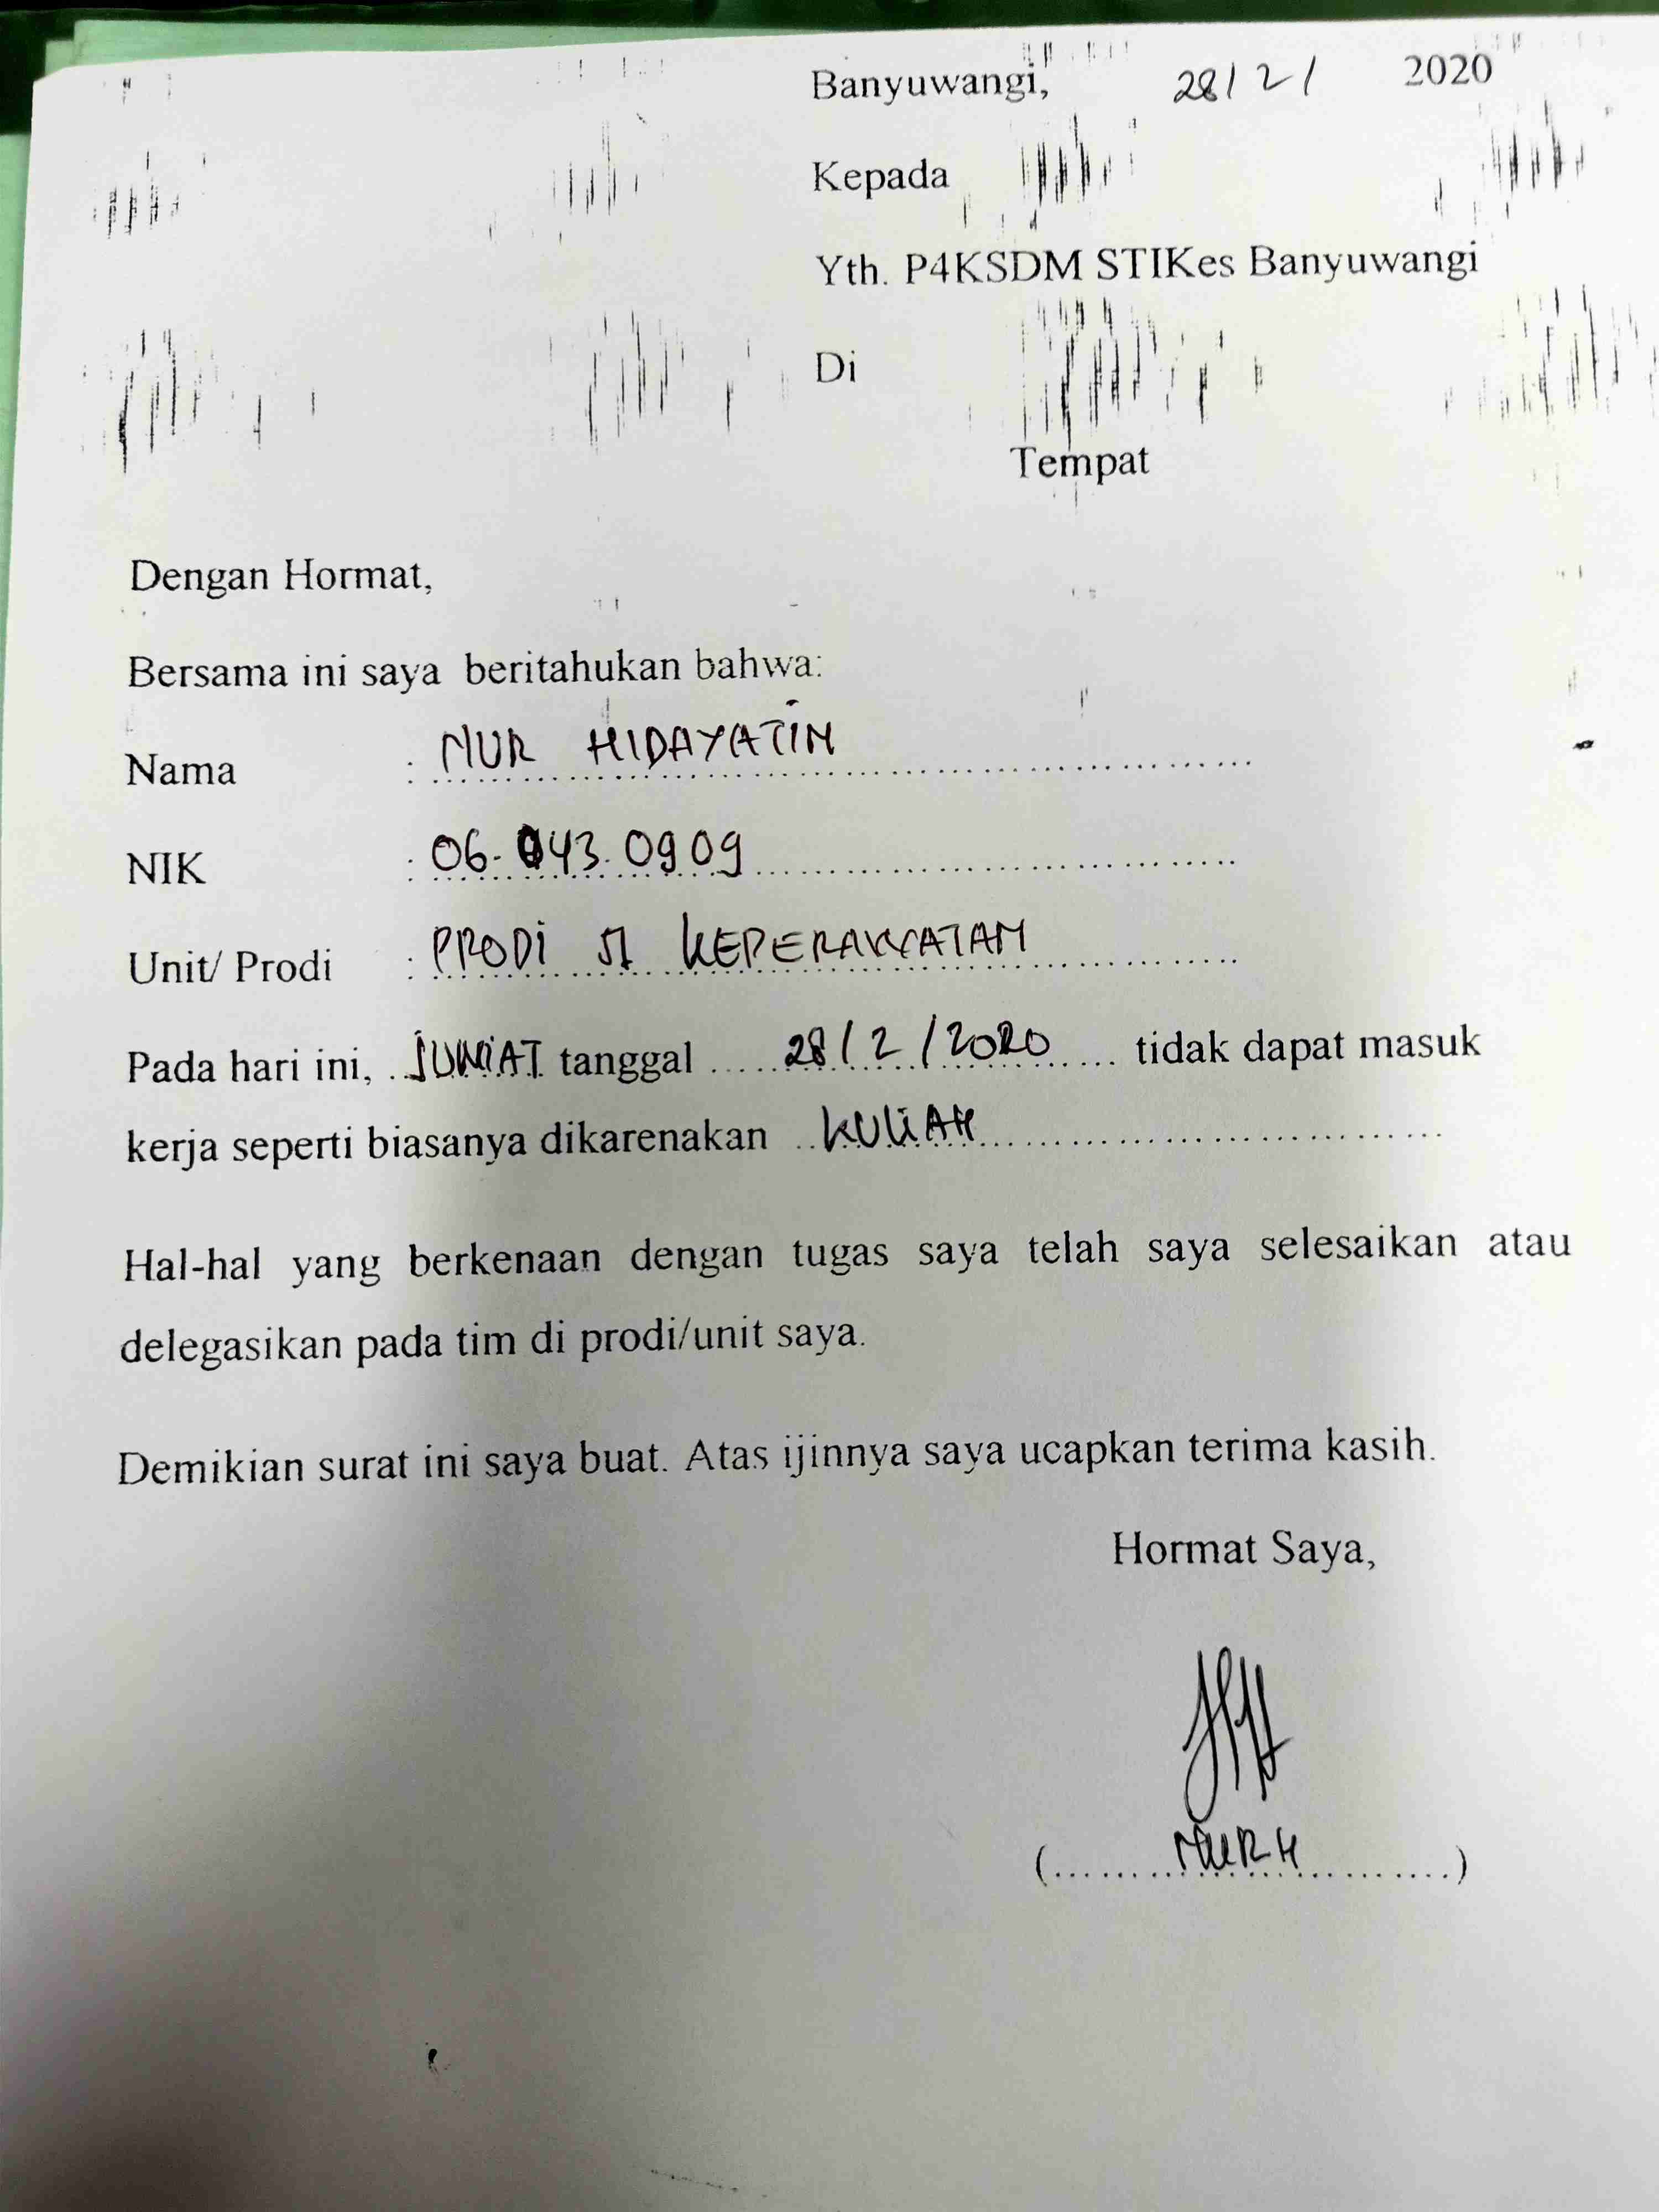 Banyuwangi, 28/2/ 2020
Kepada
Yth. P4KSDM STIKes Banyuwangi
Di
Tempat
Dengan Hormat,
Bersama ini saya beritahukan bahwa:
Nama : NUR HIDAYATIN
NIK : 06.043.0909
Unit/ Prodi : PRODI S1 KEPERAWATAN
Pada hari ini, JUM'AT tanggal 28/2/2020 tidak dapat masuk
kerja seperti biasanya dikarenakan KULIAH
Hal-hal yang berkenaan dengan tugas saya telah saya selesaikan atau
delegasikan pada tim di prodi/unit saya.
Demikian surat ini saya buat. Atas ijinnya saya ucapkan terima kasih.
Hormat Saya,
(NUR H)